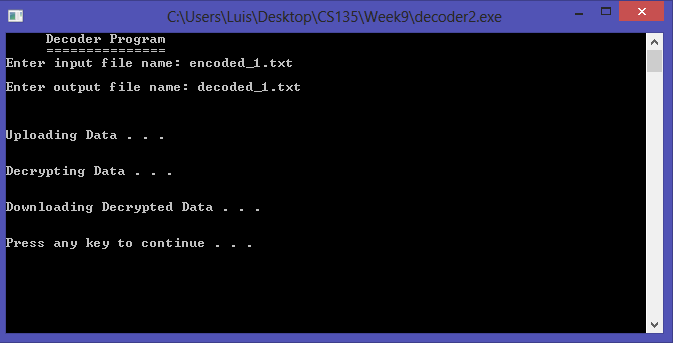 C:\Users\Luis\Desktop\CS135\Week9\decoder2.exe
Decoder Program
===============
Enter input file name: encoded_1.txt
Enter output file name: decoded_1.txt
Uploading Data . . .
Decrypting Data . . .
Downloading Decrypted Data . . .
Press any key to continue . . .